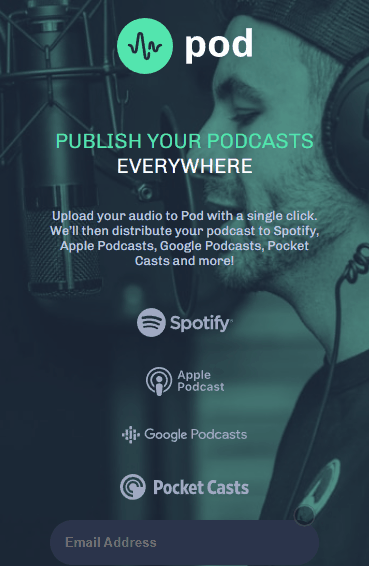 pod
PUBLISH YOUR PODCASTS
EVERYWHERE
Upload your audio to Pod with a single click.
We'll then distribute your podcast to Spotify,
Apple Podcasts, Google Podcasts, Pocket
Casts and more!
Spotify
Apple
Podcast
Google Podcasts
Pocket Casts
Email Address